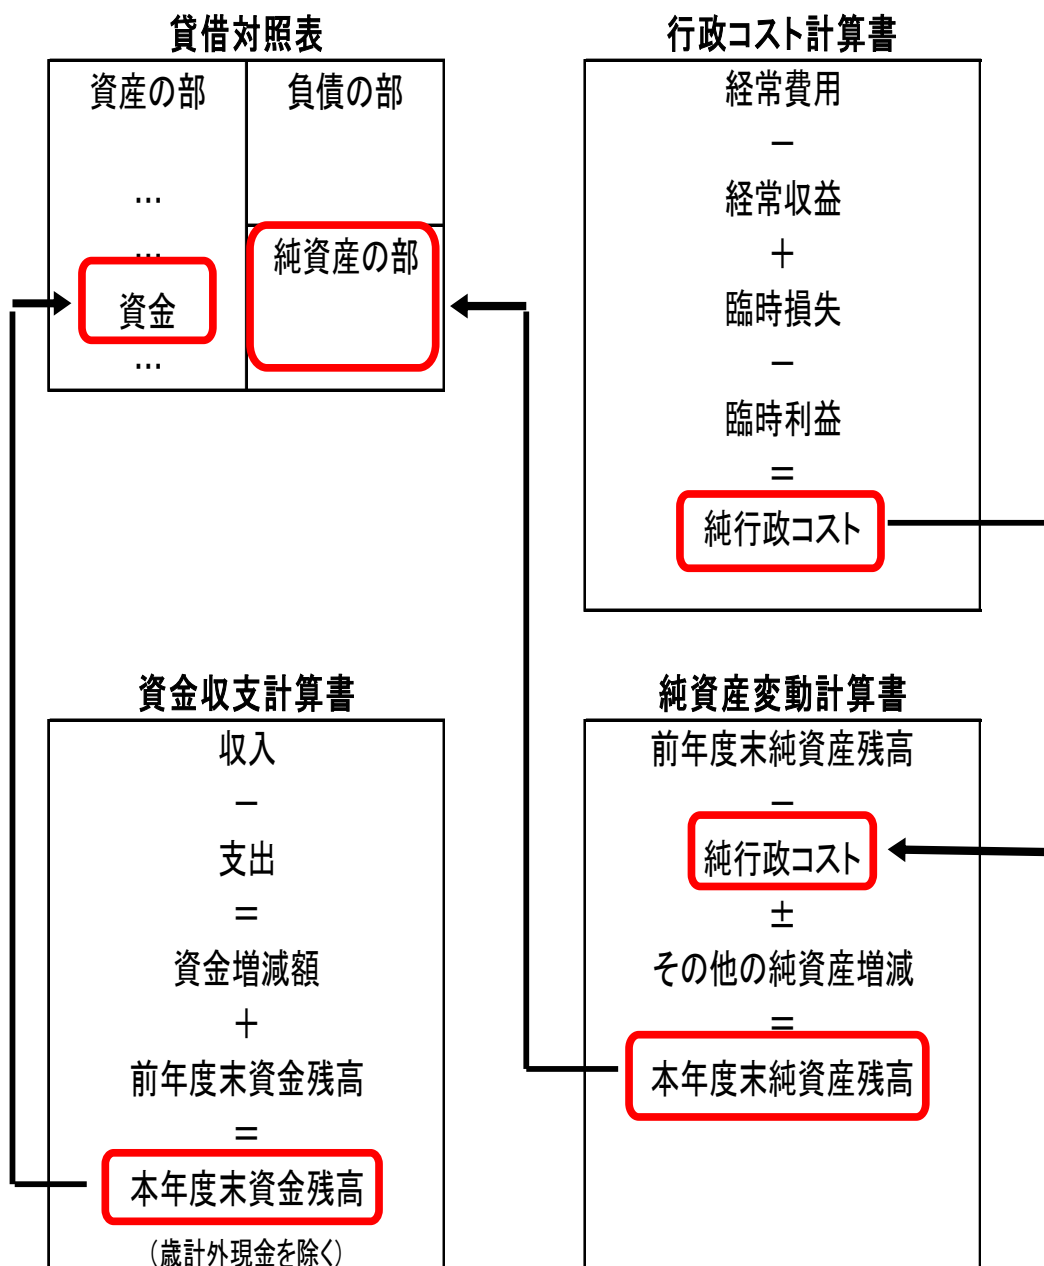 貸借対照表
資産の部
…
…
資金
…
負債の部
純資産の部
行政コスト計算書
経常費用
－
経常収益
＋
臨時損失
－
臨時利益
＝
純行政コスト
資金収支計算書
収入
－
支出
＝
資金増減額
＋
前年度末資金残高
＝
本年度末資金残高
（歳計外現金を除く）
純資産変動計算書
前年度末純資産残高
－
純行政コスト
±
その他の純資産増減
＝
本年度末純資産残高